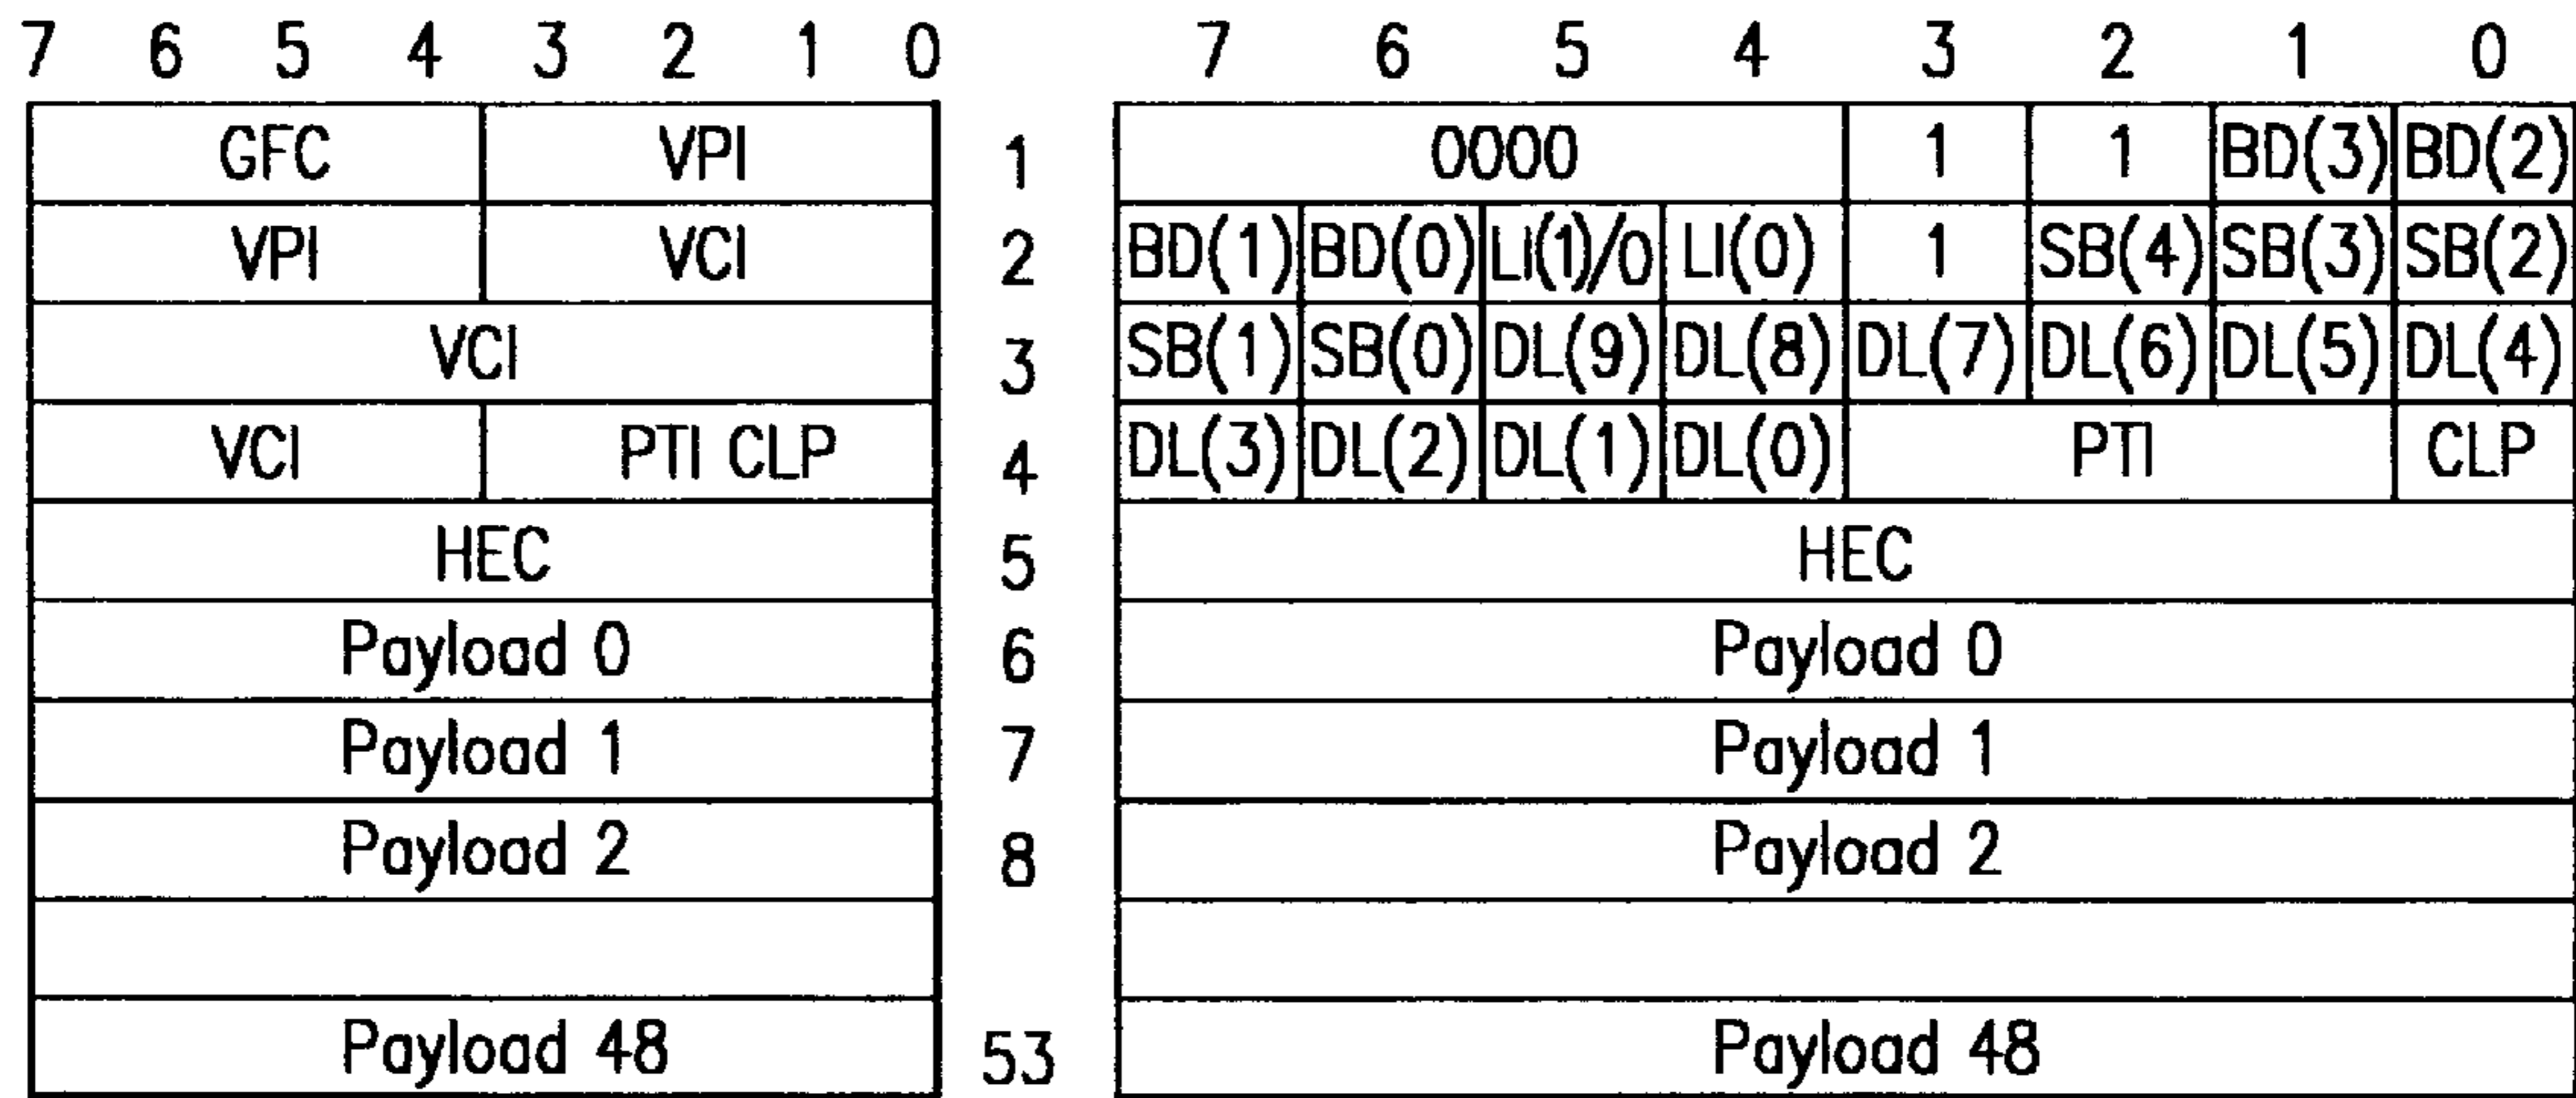 7 6 5 4 3 2 1 0 7 6 5 4 3 2 1 0
GFC VPI 1 0000 1 1 BD(3) BD(2)
VPI VCI 2 BD(1) BD(0) LI(1)/0 LI(0) 1 SB(4) SB(3) SB(2)
VCI 3 SB(1) SB(0) DL(9) DL(8) DL(7) DL(6) DL(5) DL(4)
VCI PTI CLP 4 DL(3) DL(2) DL(1) DL(0) PTI CLP
HEC 5 HEC
Payload 0 6 Payload 0
Payload 1 7 Payload 1
Payload 2 8 Payload 2
Payload 48 53 Payload 48